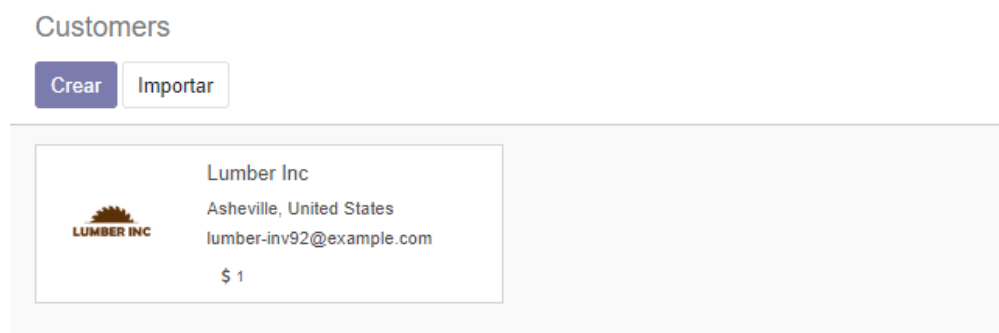 Customers
Crear Importar
Lumber Inc
Asheville, United States
LUMBER INC
lumber-inv92@example.com
$ 1